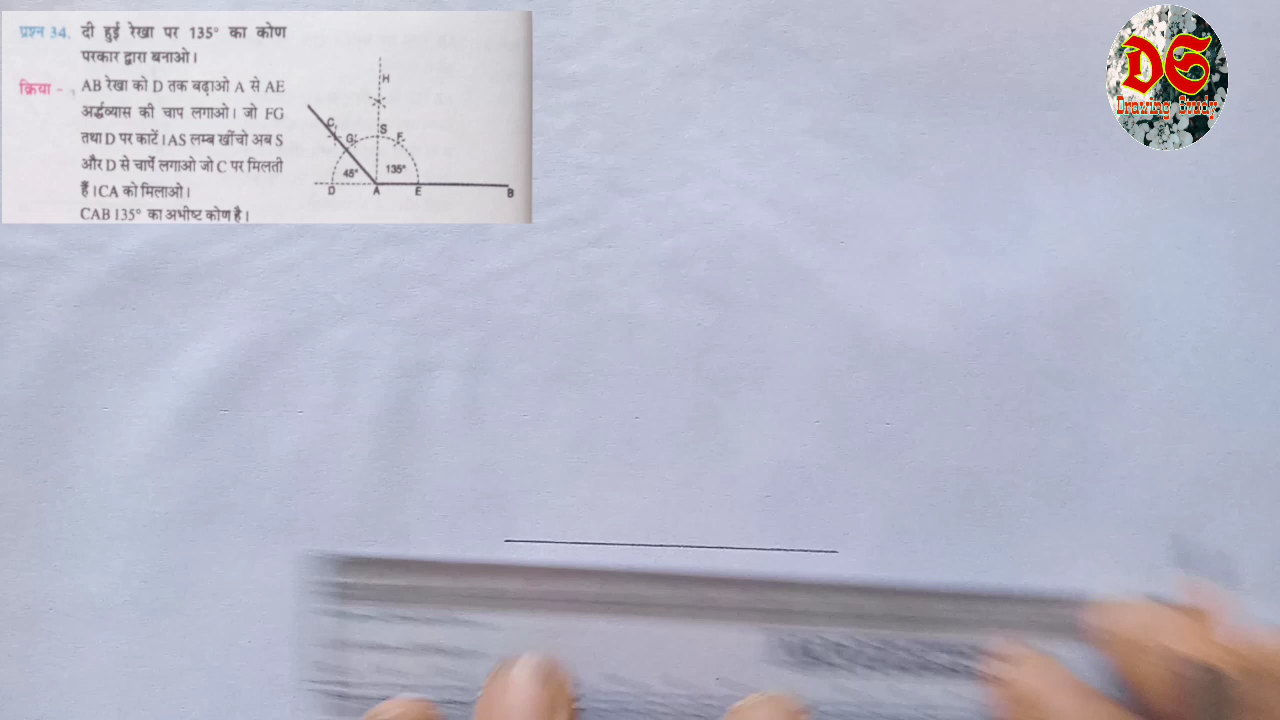 प्रश्न 34. दी हुई रेखा पर 135° का कोण
परकार द्वारा बनाओ।
क्रिया - AB रेखा को D तक बढ़ाओ A से AE
अर्द्धव्यास की चाप लगाओ। जो FG
तथा D पर काटें। AS लम्ब खींचो अब S
और D से चापें लगाओ जो C पर मिलती
हैं। CA को मिलाओ।
CAB 135° का अभीष्ट कोण है।
H
C
G
S
F
45°
135°
D
A
E
B
DS
Drawing Study